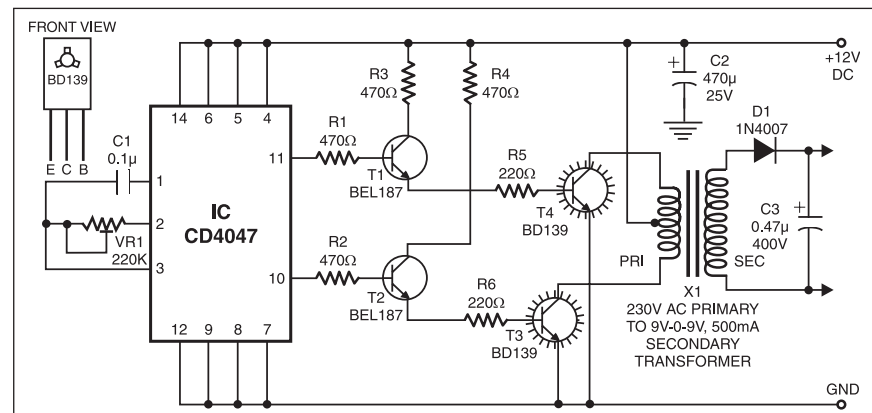 FRONT VIEW
BD139
E C B
C1
0.1µ
VR1
220K
14 6 5 4
1
2
3
IC
CD4047
11
10
12 9 8 7
R1
470Ω
R2
470Ω
R3
470Ω
R4
470Ω
T1
BEL187
T2
BEL187
R5
220Ω
R6
220Ω
T4
BD139
T3
BD139
C2
470µ
25V
+
+12V
DC
D1
1N4007
C3
0.47µ
400V
+
PRI
SEC
X1
230V AC PRIMARY
TO 9V-0-9V, 500mA
SECONDARY
TRANSFORMER
GND